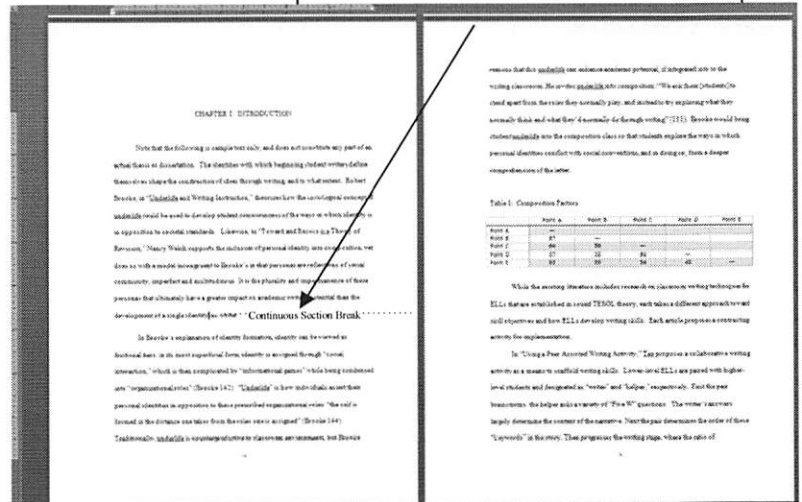 CHAPTER I: INTRODUCTION
Note that the following is sample text only, and does not constitute any part of an
actual thesis or dissertation. The identities with which beginning student writers define
themselves shape the construction of ideas through writing, and to what extent. Robert
Brooke, in "Underlife and Writing Instruction," theorizes how the sociological concept of
underlife could be used to develop student consciousness of the ways in which identity is
in opposition to societal standards. Likewise, in "Toward and Theory of
Revision," Nancy Welch supports the inclusion of personal identity into composition, yet
does so with a model incongruent to Brooke's in that personas are reflections of social
community, imperfect and multitudinous. It is the plurality and impermanence of these
personas that ultimately have a greater impact on academic potential than the
development of a single identity
Continuous Section Break
In Brooke's explanation of identity formation, identity can be viewed as
functional here: in its most superficial form, identity is assigned through "social
interaction," which is then complicated by "informational games" while being condensed
into "organizational roles" (Brooke 142). "Underlife" is how individuals assert their
personal identities in opposition to these prescribed organizational roles: "the self is
formed in the distance one takes from the roles one is assigned" (Brooke 144).
Traditionally, underlife is counterproductive to classroom environment, but Brooke
reasons that this underlife can enhance academic potential, if integrated into to the
writing classroom. He invites underlife into composition: "We ask them [students] to
stand apart from the roles they normally play, and instead to try exploring what they
normally think and what they'd normally do through writing" (151). Brooke would bring
student underlife into the composition class so that students explore the ways in which
personal identities conflict with social conventions, and in doing so, form a deeper
comprehension of the latter.
Table 1: Composition Factors
Point A Point B Point C Point D Point E
Point A —
Point B —
Point C —
Point D —
Point E —
While the existing literature includes research on classroom writing techniques for
ELLs that are established in sound TESOL theory, each takes a different approach toward
skill objectives and how ELLs develop writing skills. Each article proposes a contrasting
activity for implementation.
In "Using a Peer Assisted Writing Activity," proposes a collaborative writing
activity as a means to scaffold writing skills. Lower-level ELLs are paired with higher-
level students and designated as "writer" and "helper," respectively. First the pair
brainstorms; the helper asks a variety of "Five W" questions. The writer's answers
largely determine the content of the narrative. Next the pair determines the order of these
"keywords" in the story. Then progresses the writing stage, where the ratio of